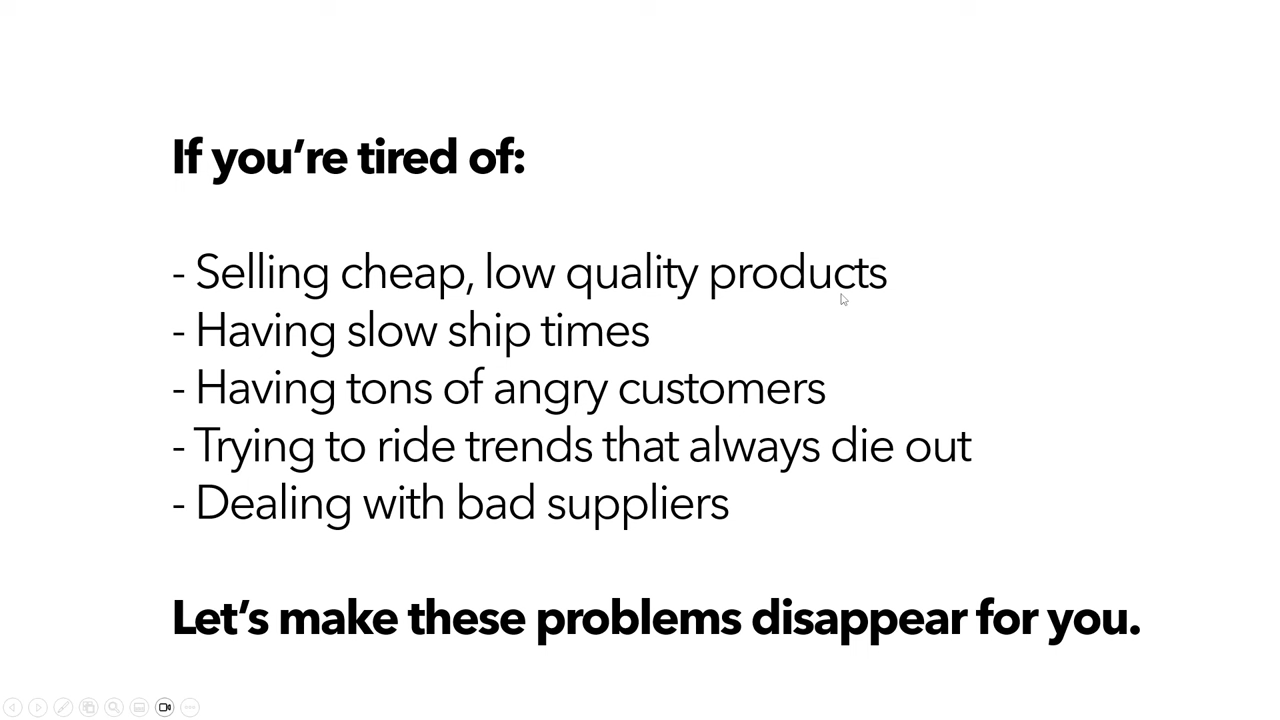 If you’re tired of:
- Selling cheap, low quality products
- Having slow ship times
- Having tons of angry customers
- Trying to ride trends that always die out
- Dealing with bad suppliers
Let’s make these problems disappear for you.